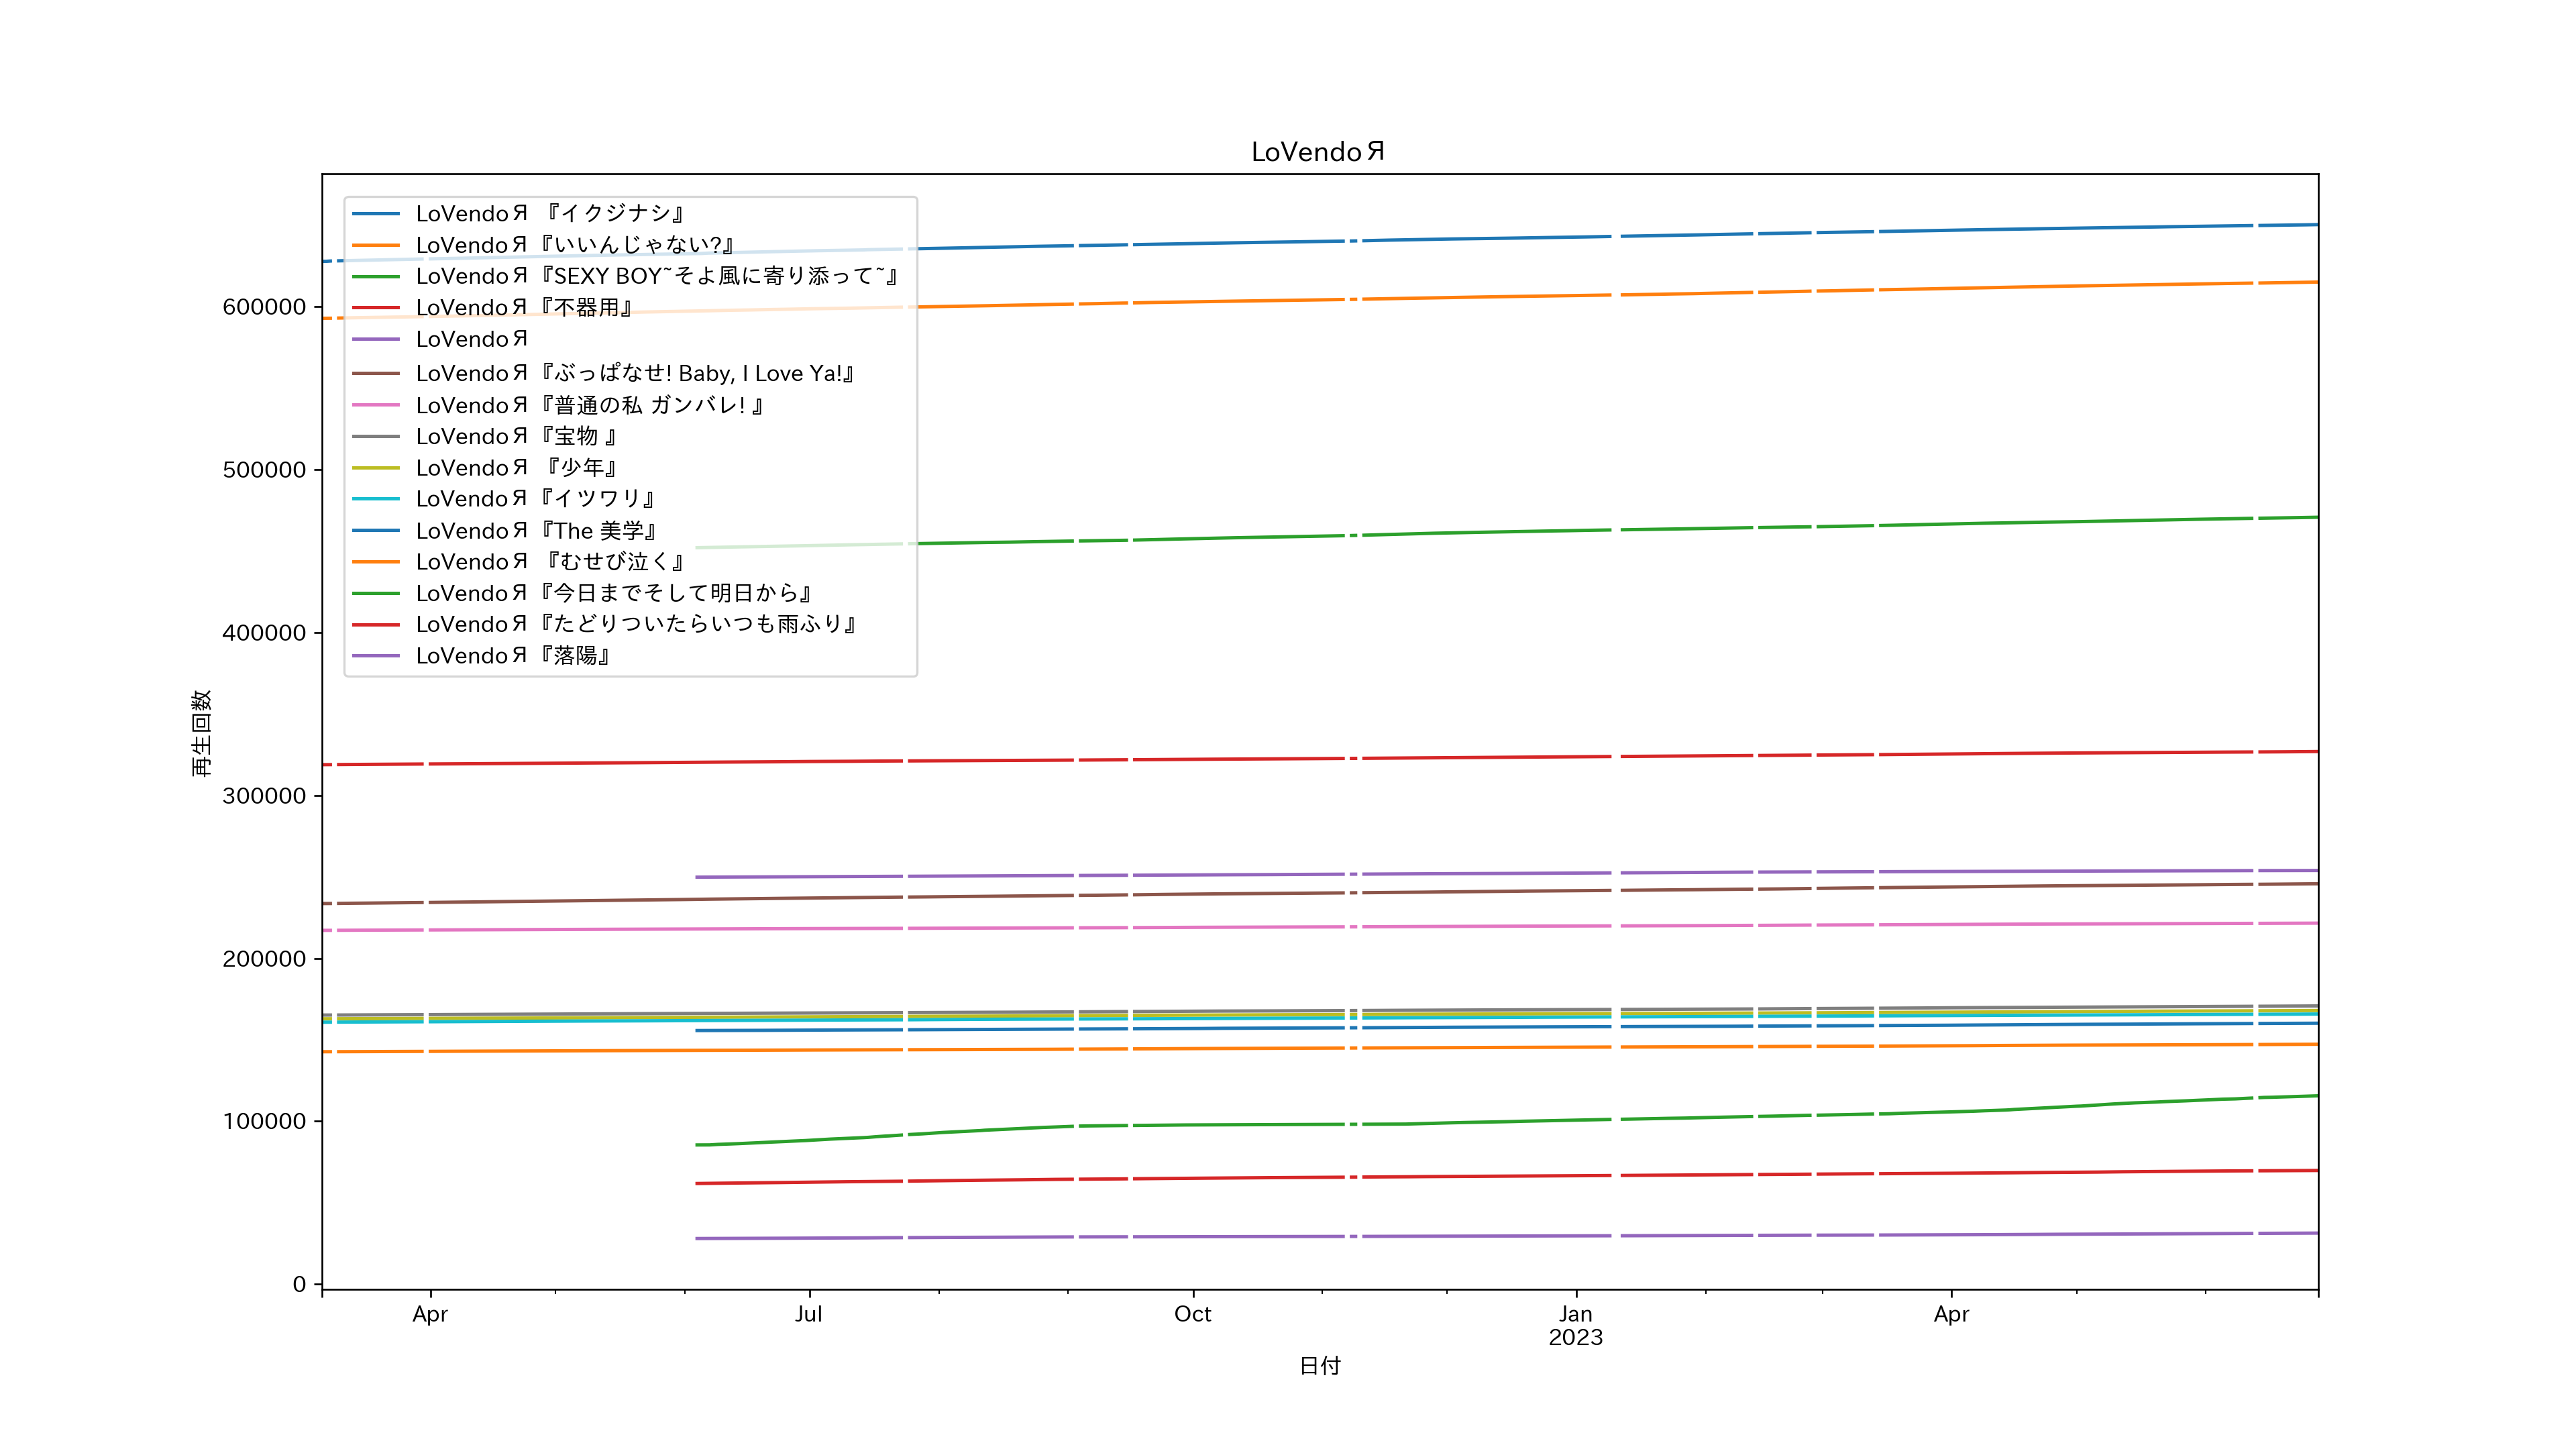 LoVendoЯ
LoVendoЯ 『イクジナシ』
LoVendoЯ『いいんじゃない?』
LoVendoЯ『SEXY BOY~そよ風に寄り添って~』
LoVendoЯ『不器用』
LoVendoЯ
LoVendoЯ『ぶっぱなせ! Baby, I Love Ya!』
LoVendoЯ『普通の私 ガンバレ! 』
LoVendoЯ『宝物 』
LoVendoЯ 『少年』
LoVendoЯ『イツワリ』
LoVendoЯ『The 美学』
LoVendoЯ 『むせび泣く』
LoVendoЯ『今日までそして明日から』
LoVendoЯ『たどりついたらいつも雨ふり』
LoVendoЯ『落陽』
再生回数
600000
500000
400000
300000
200000
100000
0
Apr Jul Oct Jan Apr
2023
日付